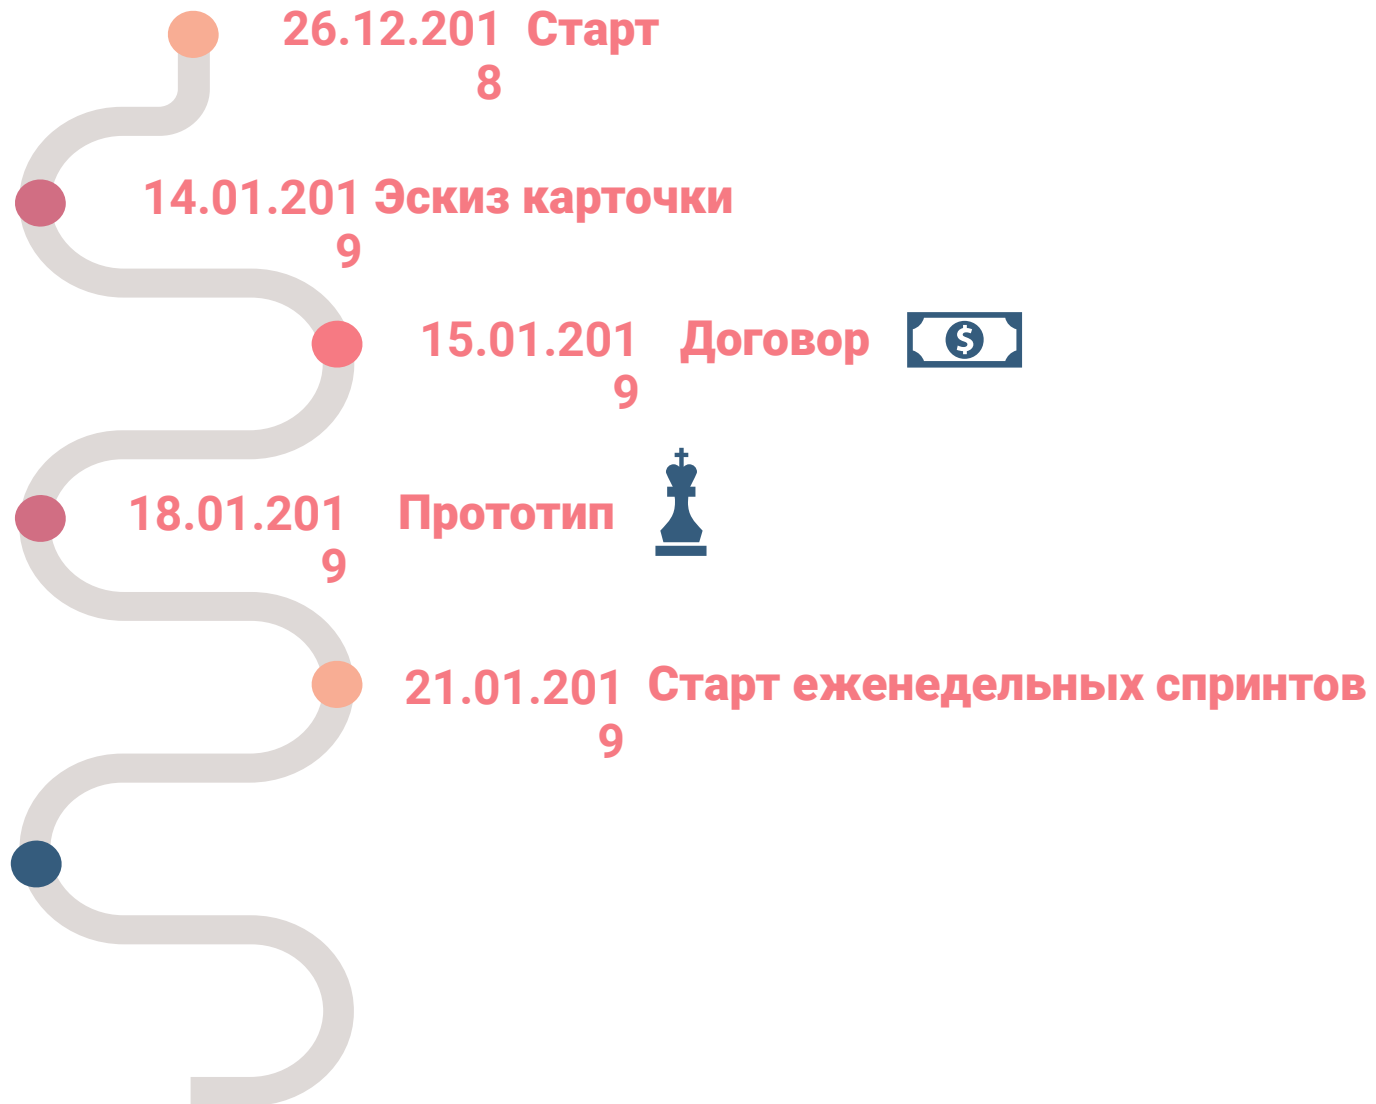 26.12.201 Старт
8
14.01.201 Эскиз карточки
9
15.01.201 Договор
9
18.01.201 Прототип
9
21.01.201 Старт еженедельных спринтов
9